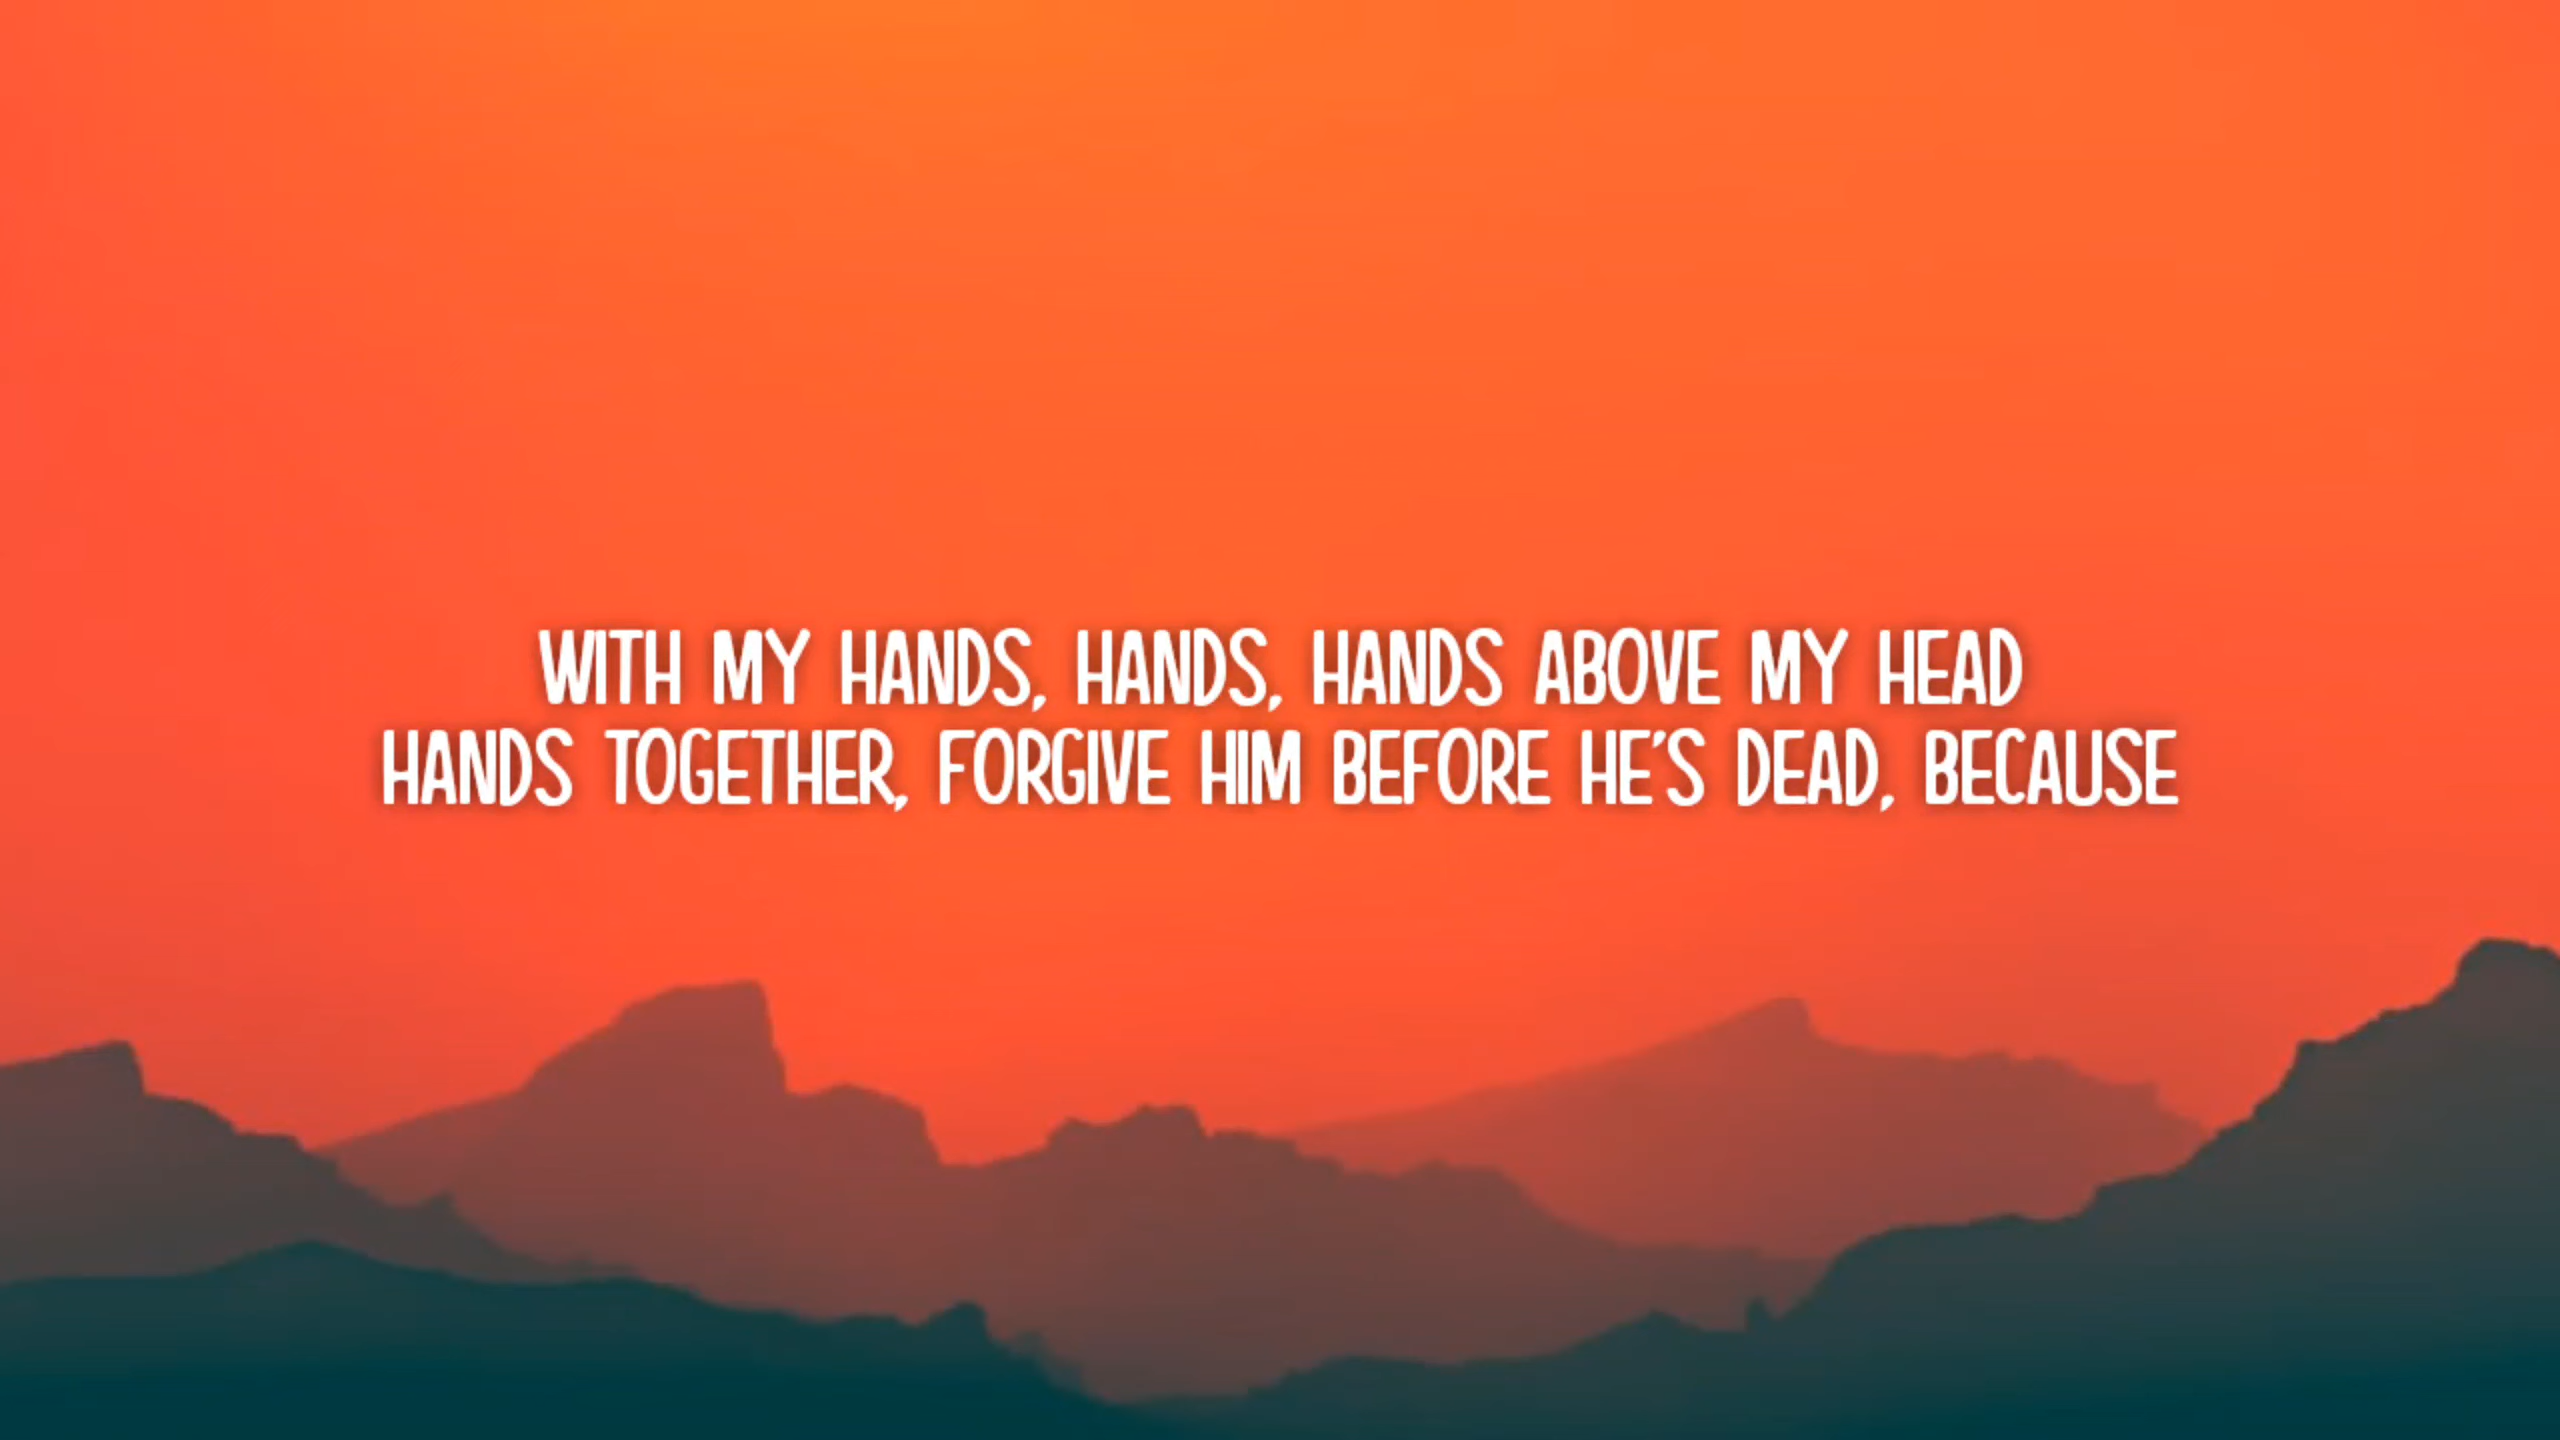 WITH MY HANDS, HANDS, HANDS ABOVE MY HEAD
HANDS TOGETHER, FORGIVE HIM BEFORE HE'S DEAD, BECAUSE